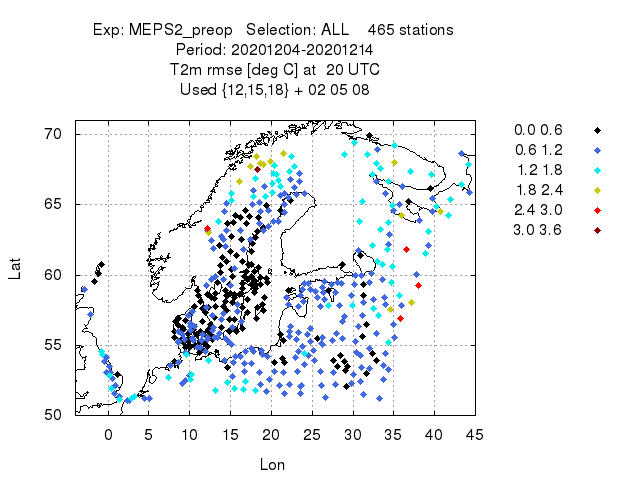 Exp: MEPS2_preop Selection: ALL 465 stations
Period: 20201204-20201214
T2m rmse [deg C] at 20 UTC
Used {12,15,18} + 02 05 08
0.0 0.6
0.6 1.2
1.2 1.8
1.8 2.4
2.4 3.0
3.0 3.6
70
65
60
55
50
Lat
0 5 10 15 20 25 30 35 40 45
Lon